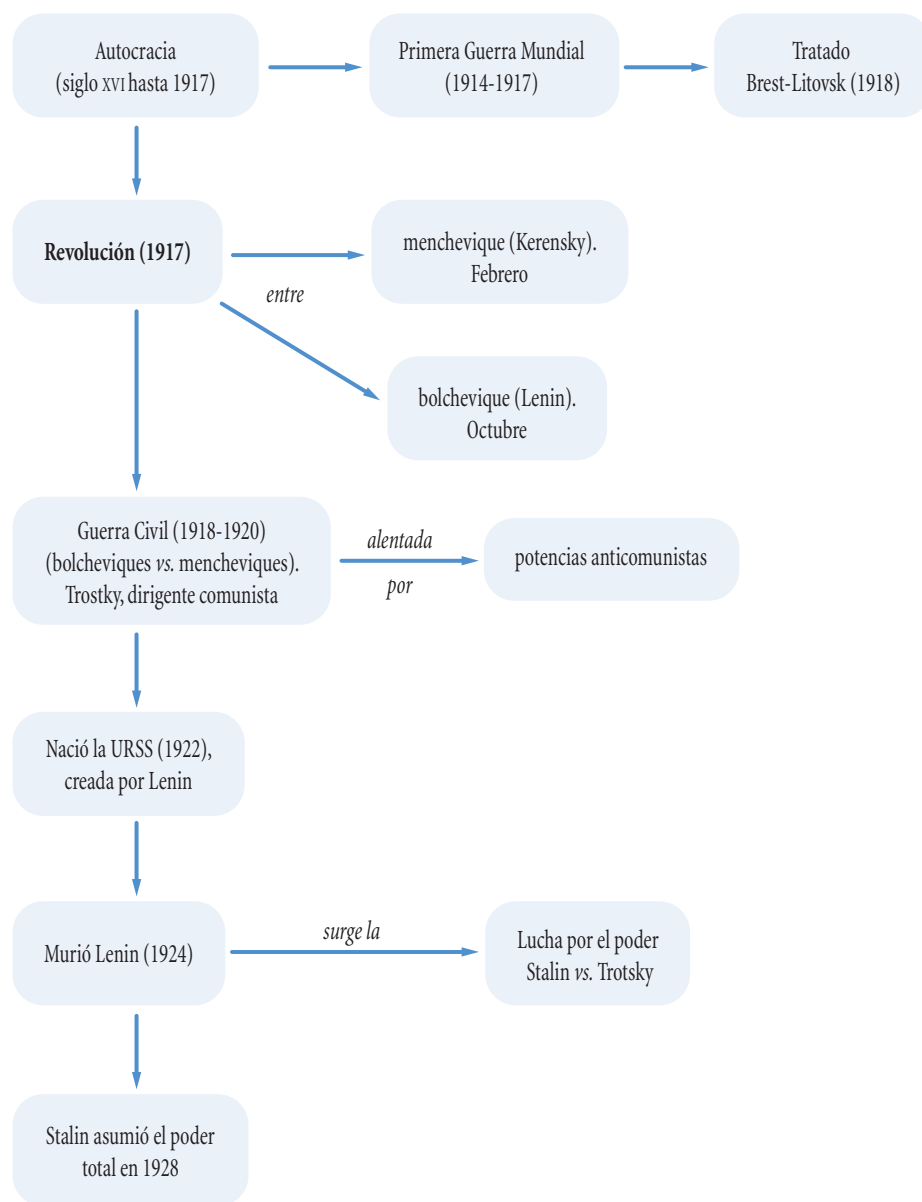 Autocracia
(siglo XVI hasta 1917)
Primera Guerra Mundial
(1914-1917)
Tratado
Brest-Litovsk (1918)
Revolución (1917)
menchevique (Kerensky).
Febrero
entre
bolchevique (Lenin).
Octubre
Guerra Civil (1918-1920)
(bolcheviques vs. mencheviques).
Trostky, dirigente comunista
alentada
por
potencias anticomunistas
Nació la URSS (1922),
creada por Lenin
Murió Lenin (1924)
surge la
Lucha por el poder
Stalin vs. Trotsky
Stalin asumió el poder
total en 1928